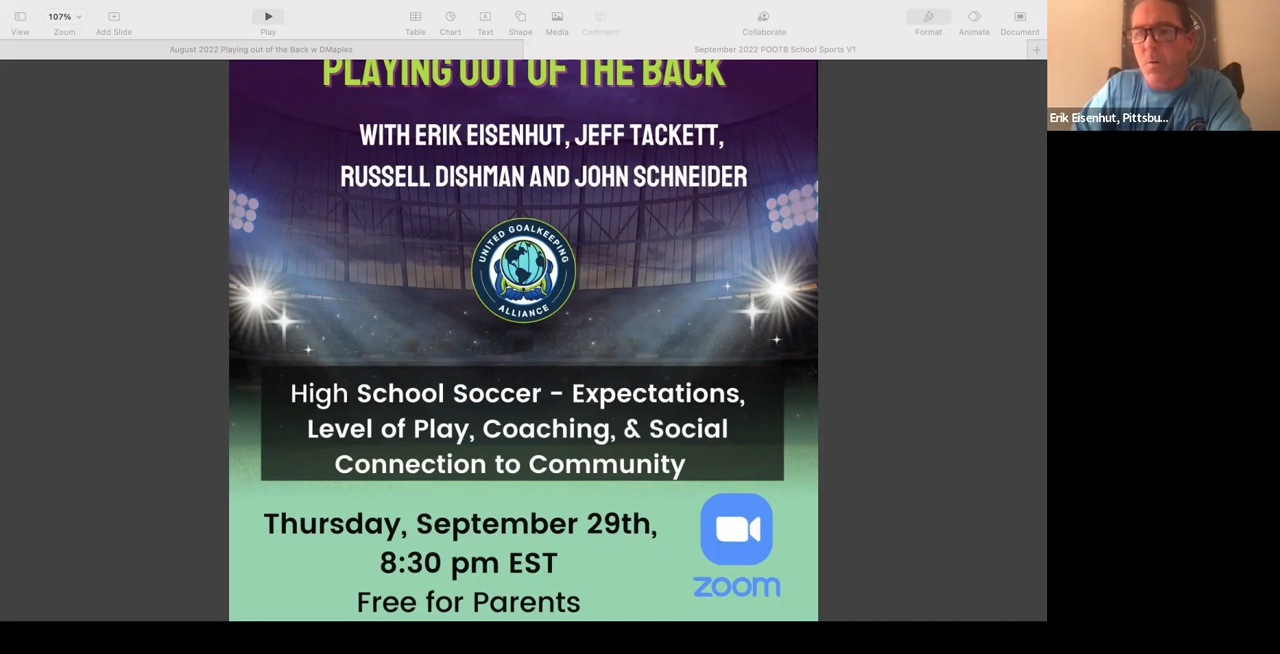 107%
View
Zoom
Add Slide
Play
Table
Chart
Text
Shape
Media
Comment
Collaborate
Format
Animate
Document
August 2022 Playing out of the Back w DMaples
September 2022 POOTB School Sports V1
PLAYING OUT OF THE BACK
WITH ERIK EISENHUT, JEFF TACKETT,
RUSSELL DISHMAN AND JOHN SCHNEIDER
UNITED GOALKEEPING
ALLIANCE
High School Soccer - Expectations,
Level of Play, Coaching, & Social
Connection to Community
Thursday, September 29th,
8:30 pm EST
Free for Parents
zoom
Erik Eisenhut, Pittsbu...